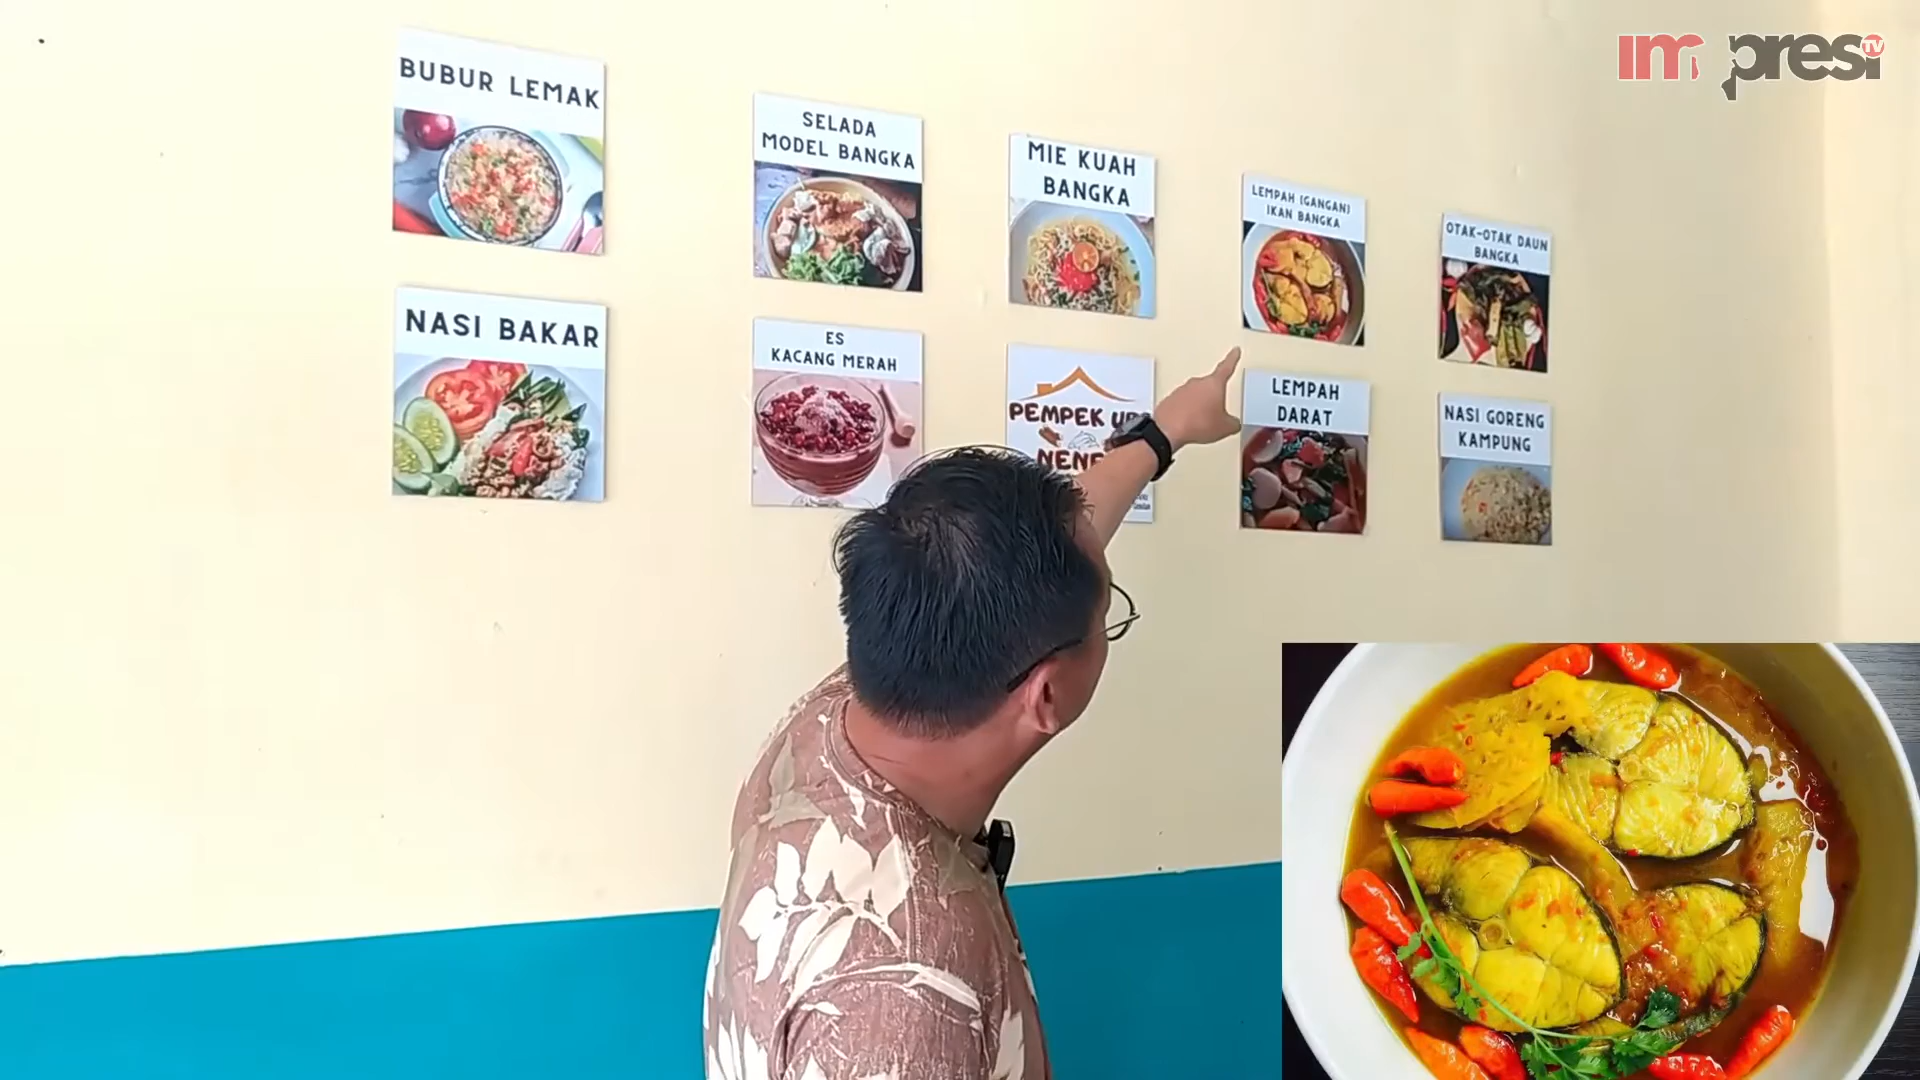 BUBUR LEMAK
SELADA
MODEL BANGKA
MIE KUAH
BANGKA
LEMPAH (GANGAN)
IKAN BANGKA
OTAK-OTAK DAUN
BANGKA
NASI BAKAR
ES
KACANG MERAH
PEMPEK
LEMPAH
DARAT
NASI GORENG
KAMPUNG
impresi TV